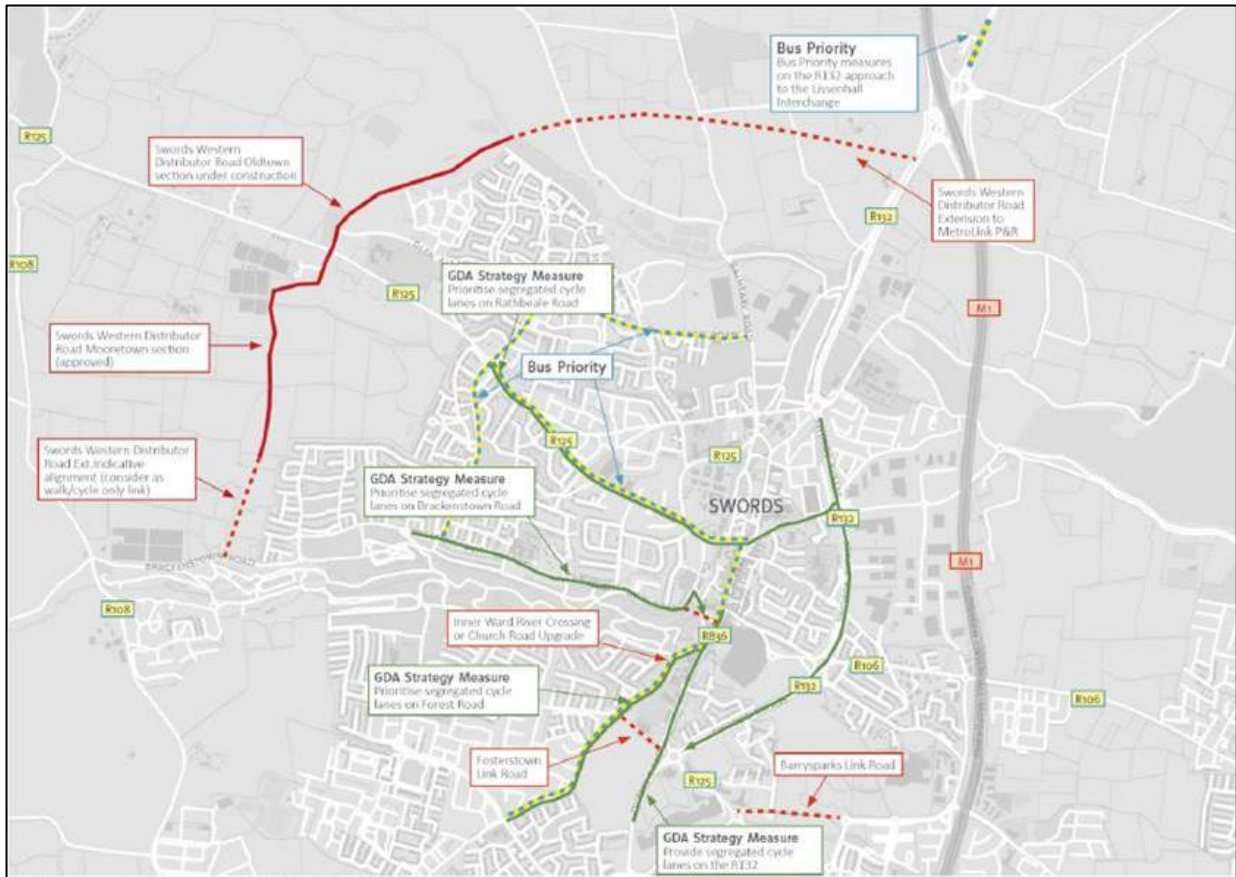 Bus Priority
Bus Priority measures
on the R132 approach
to the Lissenhall
Interchange
R125
Swords Western
Distributor Road Oldtown
section under construction
Swords Western
Distributor Road
Extension to
MetroLink P&R
R132
R108
GDA Strategy Measure
Prioritise segregated cycle
lanes on Rathbeale Road
R125
M1
Swords Western Distributor
Road Mooretown section
(approved)
Bus Priority
R125
R125
Swords Western Distributor
Road Ext.Indicative
alignment (consider as
walk/cycle only link)
GDA Strategy Measure
Prioritise segregated cycle
lanes on Brackenstown Road
SWORDS
R132
BRACKENSTOWN ROAD
M1
R108
Inner Ward River Crossing
or Church Road Upgrade
R836
R106
GDA Strategy Measure
Prioritise segregated cycle
lanes on Forest Road
R132
R106
Fosterstown
Link Road
R125
Barrysparks Link Road
GDA Strategy Measure
Provide segregated cycle
lanes on the R132